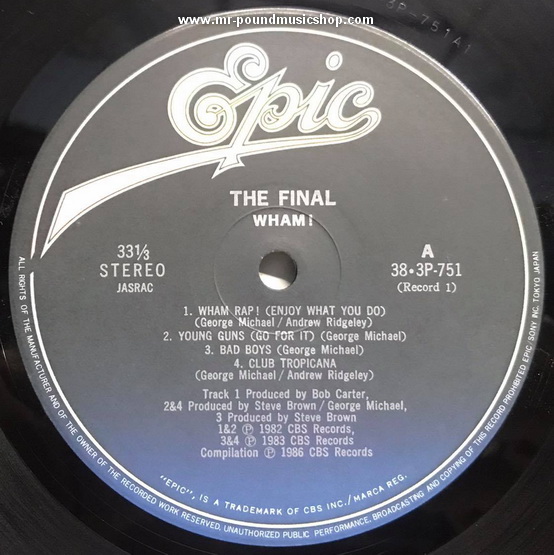 www.mr-poundmusicshop.com
3P-751A1
Epic
THE FINAL
WHAM!
33⅓
STEREO
JASRAC
A
38•3P-751
(Record 1)
1. WHAM RAP! (ENJOY WHAT YOU DO)
(George Michael/Andrew Ridgeley)
2. YOUNG GUNS (GO FOR IT) (George Michael)
3. BAD BOYS (George Michael)
4. CLUB TROPICANA
(George Michael/Andrew Ridgeley)
Track 1 Produced by Bob Carter,
2&4 Produced by Steve Brown/George Michael,
3 Produced by Steve Brown
1&2 ℗ 1982 CBS Records,
3&4 ℗ 1983 CBS Records
Compilation ℗ 1986 CBS Records
"EPIC", IS A TRADEMARK OF CBS INC./MARCA REG.
ALL RIGHTS OF THE MANUFACTURER AND OF THE OWNER OF THE RECORDED WORK RESERVED. UNAUTHORIZED PUBLIC PERFORMANCE, BROADCASTING AND COPYING OF THIS RECORD PROHIBITED EPIC/SONY INC. TOKYO JAPAN